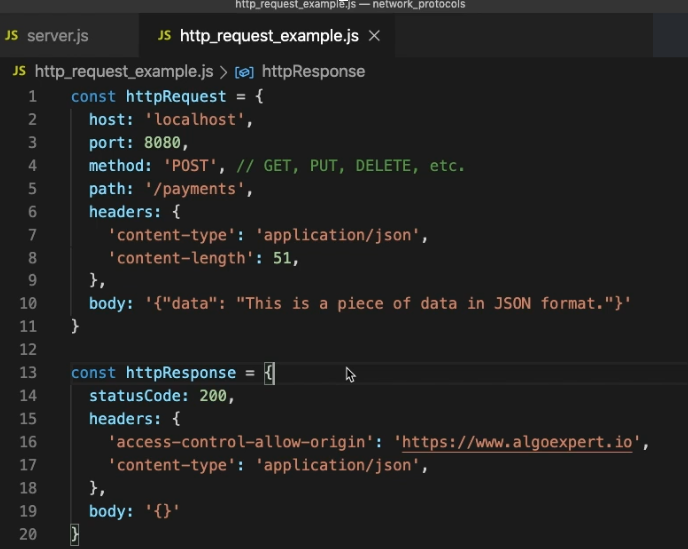 http_request_example.js — network_protocols
JS server.js JS http_request_example.js ×
JS http_request_example.js > httpResponse
1 const httpRequest = {
2   host: 'localhost',
3   port: 8080,
4   method: 'POST', // GET, PUT, DELETE, etc.
5   path: '/payments',
6   headers: {
7     'content-type': 'application/json',
8     'content-length': 51,
9   },
10   body: '{"data": "This is a piece of data in JSON format."}'
11 }
12
13 const httpResponse = {
14   statusCode: 200,
15   headers: {
16     'access-control-allow-origin': 'https://www.algoexpert.io',
17     'content-type': 'application/json',
18   },
19   body: '{}'
20 }